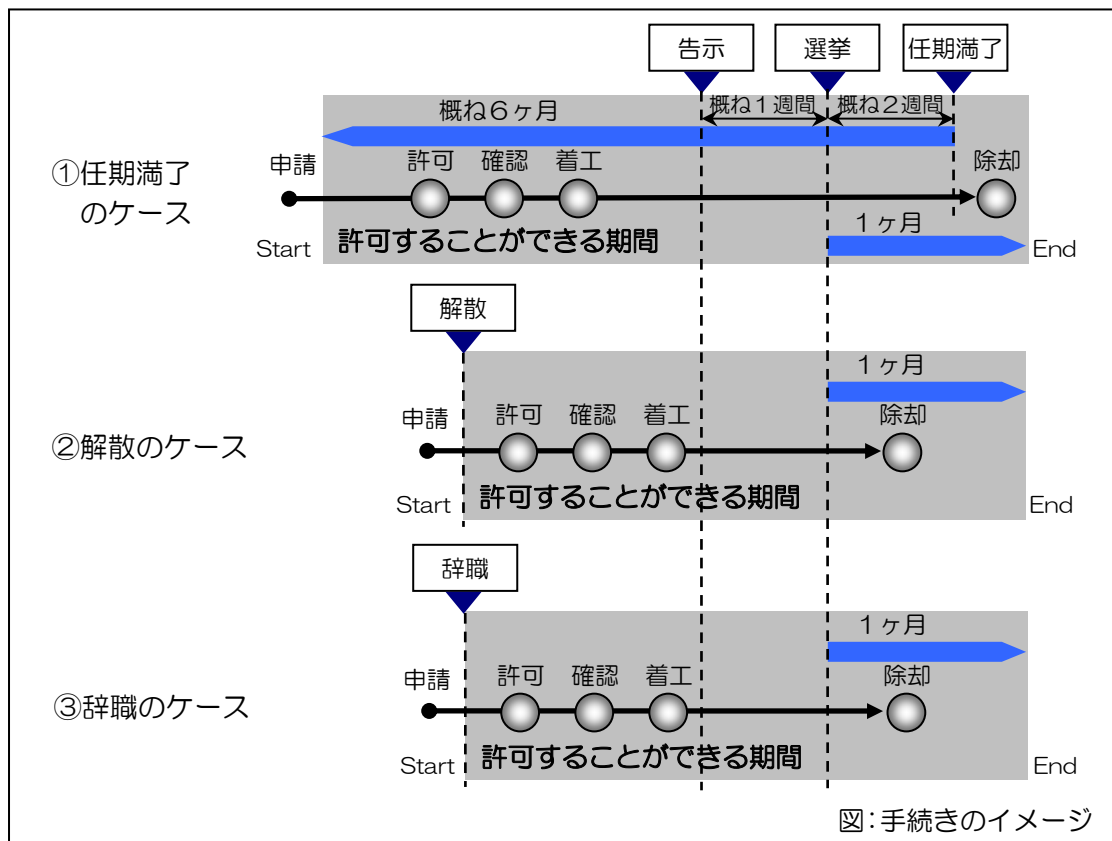 告示
選挙
任期満了
概ね６ヶ月
概ね１週間
概ね２週間
①任期満了
のケース
申請
許可
確認
着工
除却
Start
許可することができる期間
１ヶ月
End
解散
１ヶ月
②解散のケース
申請
許可
確認
着工
除却
Start
許可することができる期間
End
辞職
１ヶ月
③辞職のケース
申請
許可
確認
着工
除却
Start
許可することができる期間
End
図：手続きのイメージ